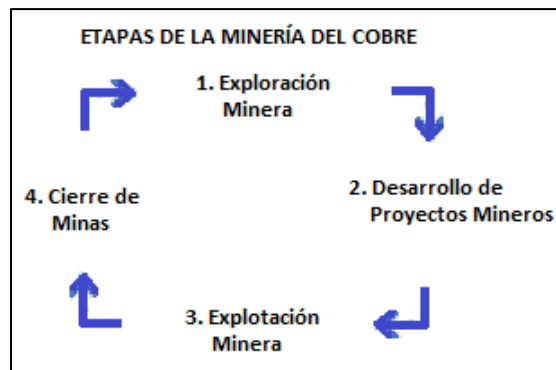 ETAPAS DE LA MINERÍA DEL COBRE
1. Exploración
Minera
2. Desarrollo de
Proyectos Mineros
3. Explotación
Minera
4. Cierre de
Minas